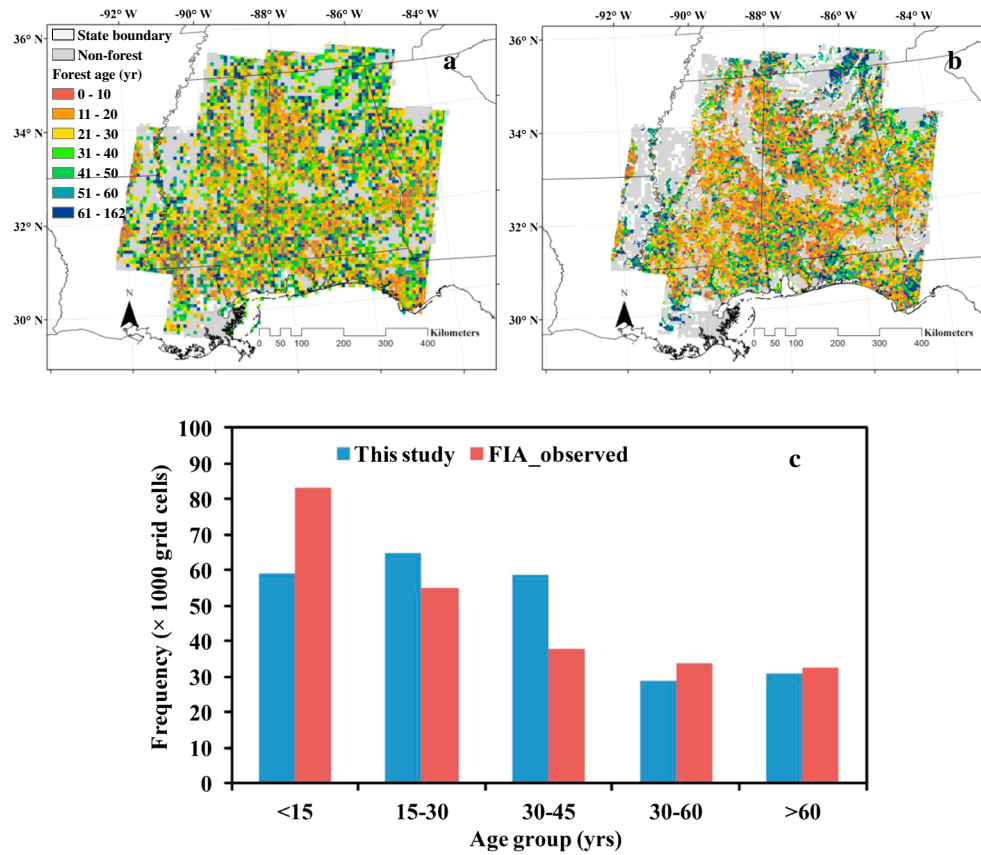 -92° W
-90° W
-88° W
-86° W
-84° W
36° N
34° N
32° N
30° N
State boundary
Non-forest
Forest age (yr)
0 - 10
11 - 20
21 - 30
31 - 40
41 - 50
51 - 60
61 - 162
a
N
Kilometers
0 50 100 200 300 400
-92° W
-90° W
-88° W
-86° W
-84° W
36° N
34° N
32° N
30° N
b
N
Kilometers
0 50 100 200 300 400
100
90
80
70
60
50
40
30
20
10
0
Frequency (× 1000 grid cells)
This study
FIA_observed
c
<15
15-30
30-45
30-60
>60
Age group (yrs)